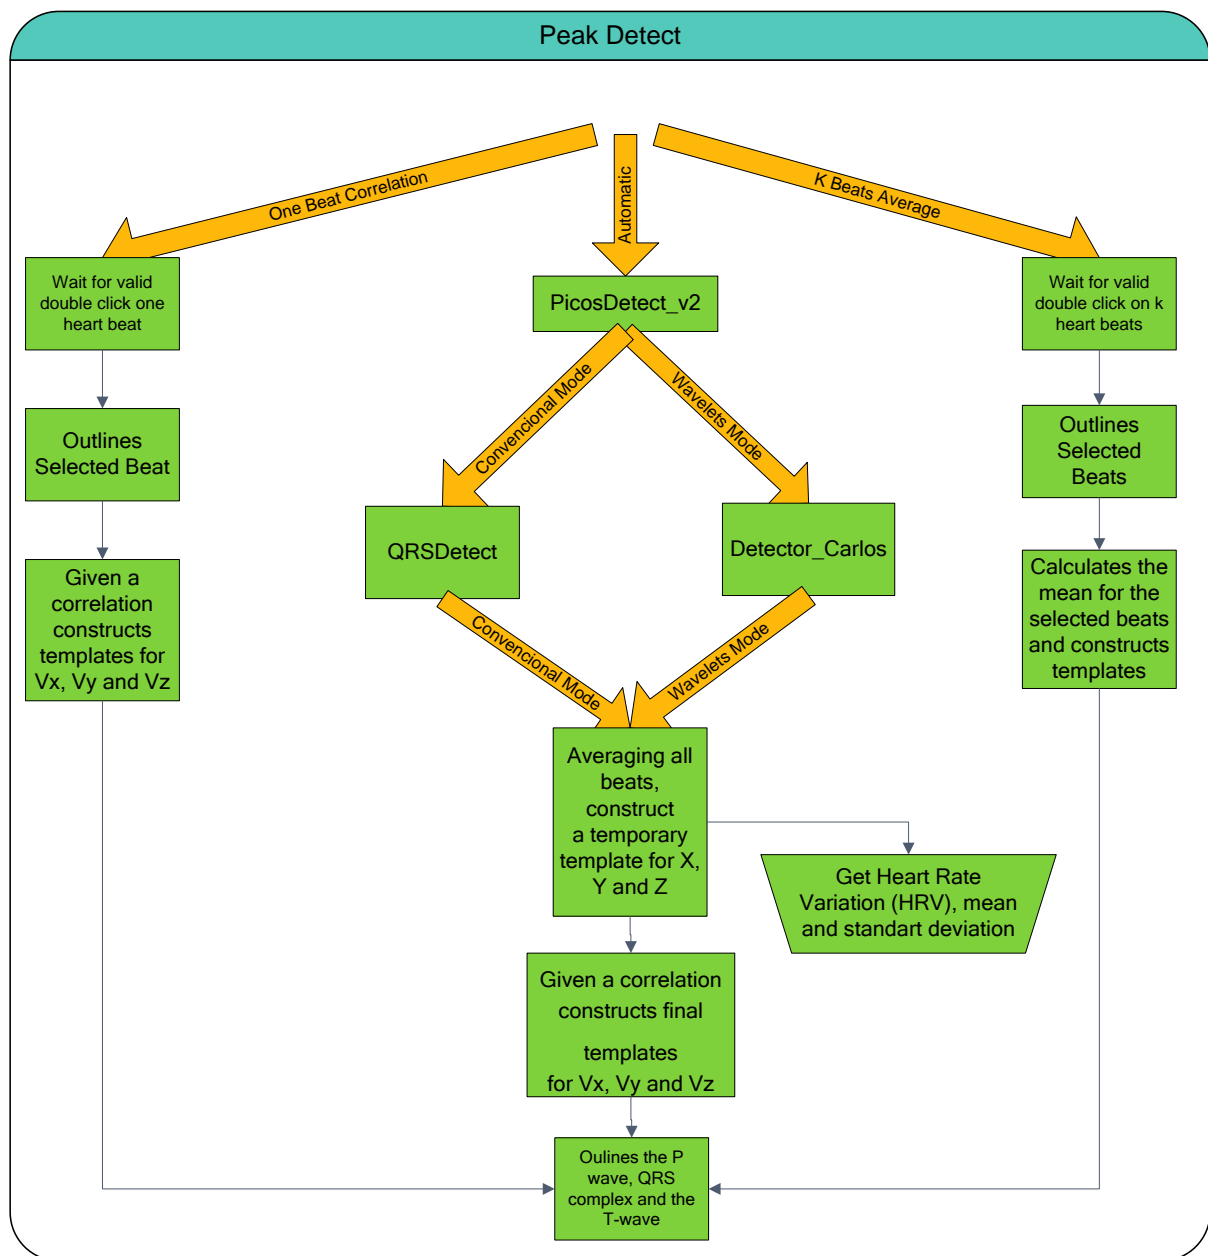 Peak Detect
One Beat Correlation
Automatic
K Beats Average
Wait for valid
double click one
heart beat
PicosDetect_v2
Wait for valid
double click on k
heart beats
Convencional Mode
Wavelets Mode
Outlines
Selected Beat
Outlines
Selected
Beats
QRSDetect
Detector_Carlos
Given a
correlation
constructs
templates for
Vx, Vy and Vz
Calculates the
mean for the
selected beats
and constructs
templates
Convencional Mode
Wavelets Mode
Averaging all
beats,
construct
a temporary
template for X,
Y and Z
Get Heart Rate
Variation (HRV), mean
and standart deviation
Given a correlation
constructs final
templates
for Vx, Vy and Vz
Oulines the P
wave, QRS
complex and the
T-wave